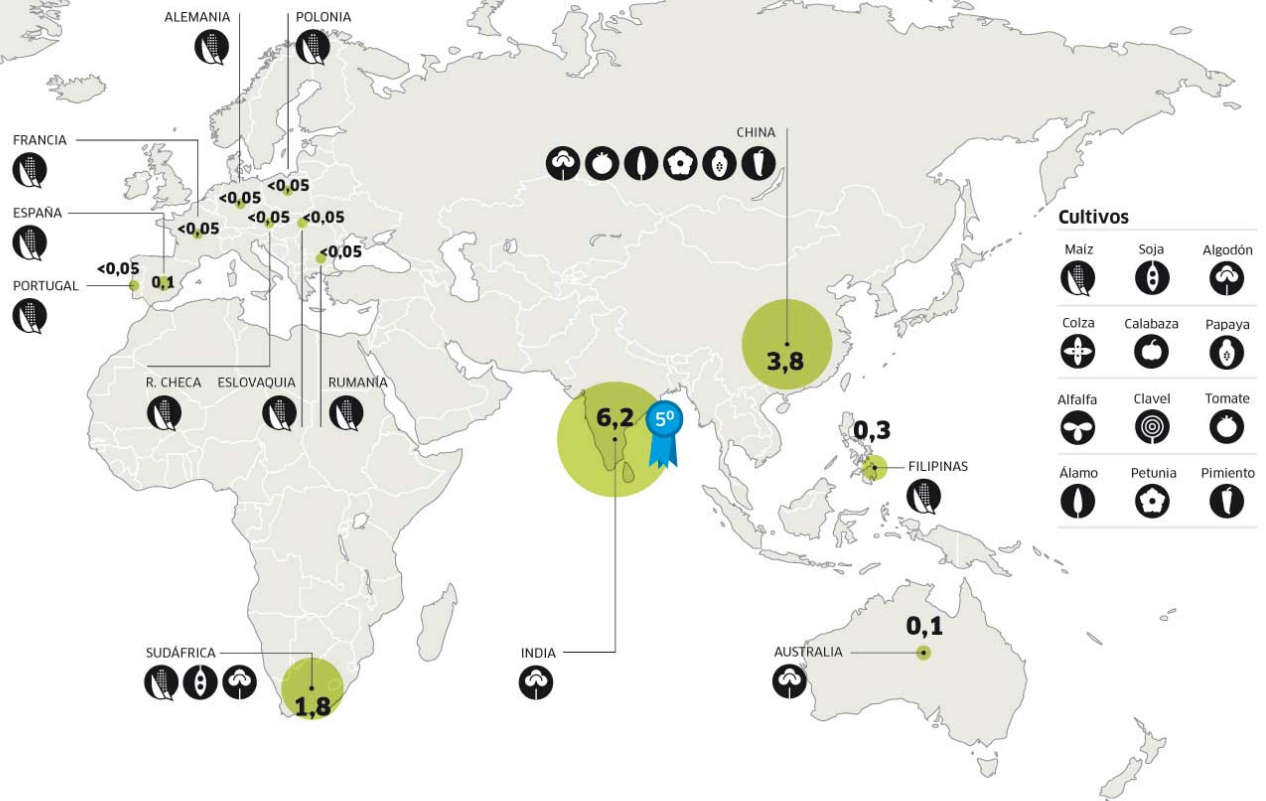 ALEMANIA
POLONIA
FRANCIA
ESPAÑA
PORTUGAL
<0,05
<0,05
<0,05
<0,05
<0,05
<0,05
<0,05
0,1
R. CHECA
ESLOVAQUIA
RUMANÍA
CHINA
3,8
6,2
5º
0,3
FILIPINAS
SUDÁFRICA
1,8
INDIA
AUSTRALIA
0,1
Cultivos
Maíz
Soja
Algodón
Colza
Calabaza
Papaya
Alfalfa
Clavel
Tomate
Álamo
Petunia
Pimiento